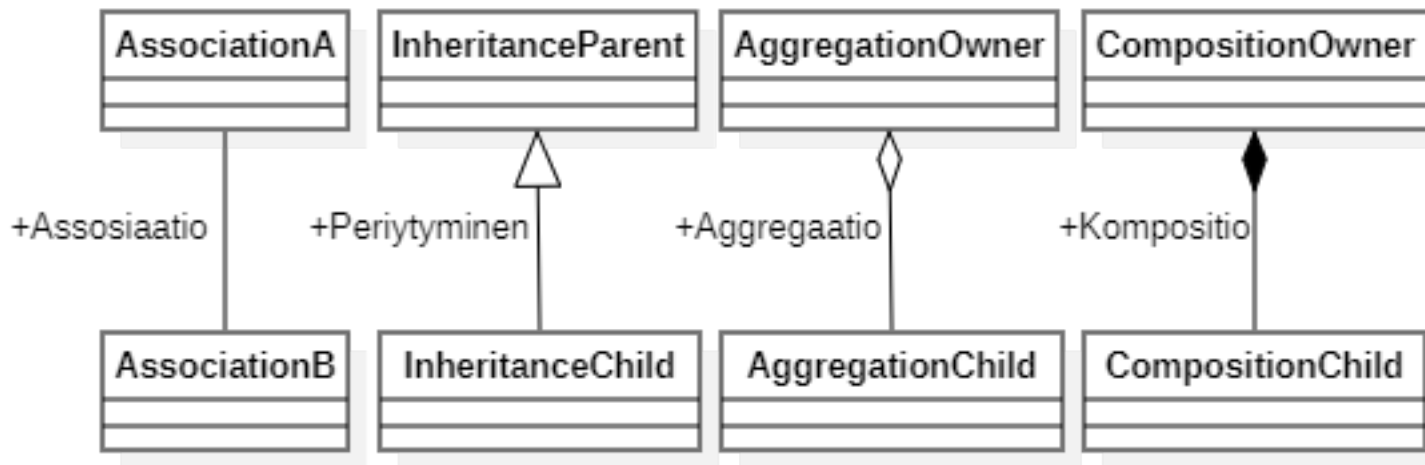 AssociationA InheritanceParent AggregationOwner CompositionOwner
+Assosiaatio +Periytyminen +Aggregaatio +Kompositio
AssociationB InheritanceChild AggregationChild CompositionChild